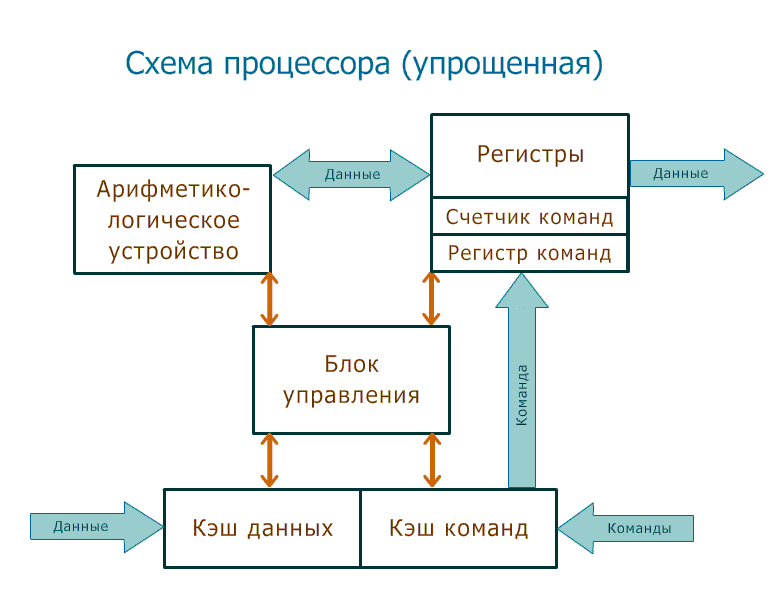 Схема процессора (упрощенная)
Арифметико-
логическое
устройство
Данные
Регистры
Счетчик команд
Регистр команд
Данные
Блок
управления
Команда
Данные
Кэш данных
Кэш команд
Команды